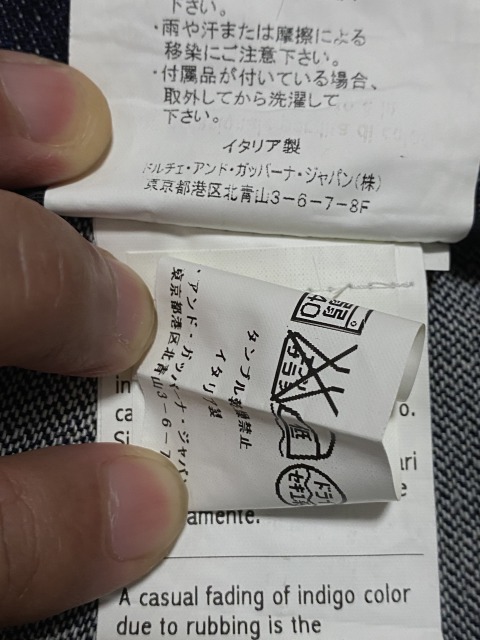 下さい。
・雨や汗または摩擦による
移染にご注意下さい。
・付属品が付いている場合、
取外してから洗濯して
下さい。
イタリア製
ドルチェ・アンド・ガッバーナ・ジャパン(株)
東京都港区北青山3-6-7-8F
弱
40
タンブル乾燥禁止
イタリア製
・アンド・ガッバーナ・ジャパン
東京都港区北青山3-6-7
ドライ
in
ca
o.
Si
ari
e
amente.
A casual fading of indigo color
due to rubbing is the